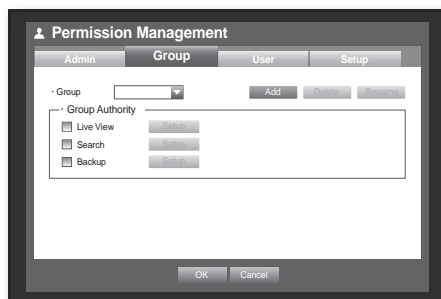 Permission Management
Admin Group User Setup
· Group Add Delete Rename
· Group Authority
Live View Setup
Search Setup
Backup Setup
OK Cancel